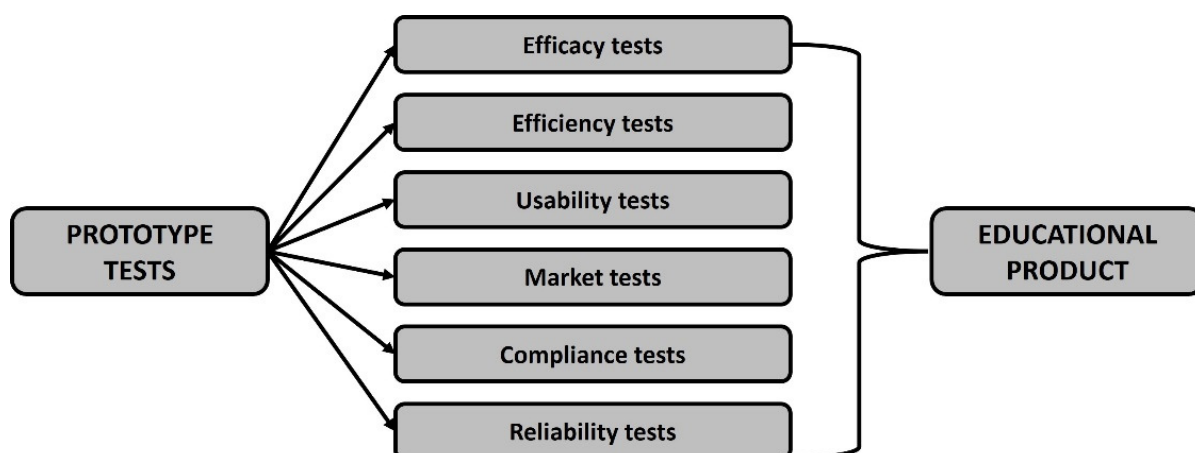 PROTOTYPE
TESTS
Efficacy tests
Efficiency tests
Usability tests
Market tests
Compliance tests
Reliability tests
EDUCATIONAL
PRODUCT